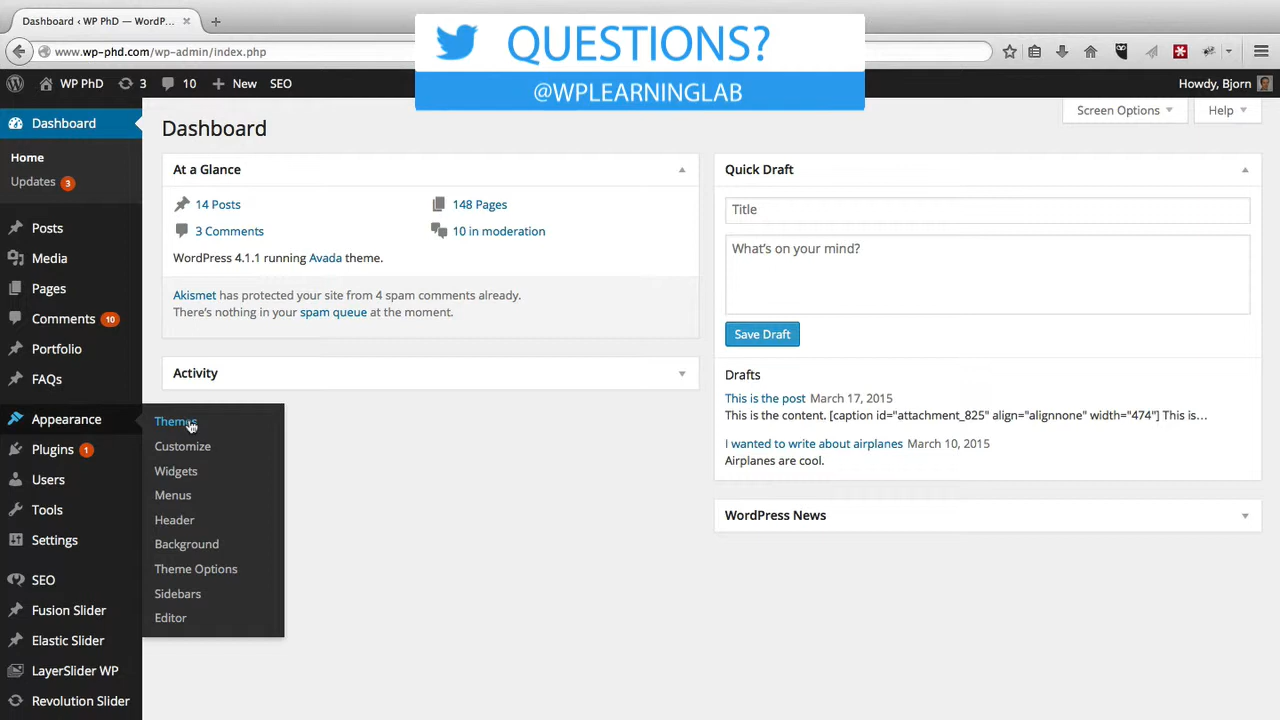 Dashboard ‹ WP PhD — WordP...
www.wp-phd.com/wp-admin/index.php
QUESTIONS?
@WPLEARNINGLAB
WP PhD 3 10 + New SEO
Howdy, Bjorn
Screen Options Help
Dashboard
Home
Updates 3
Posts
Media
Pages
Comments 10
Portfolio
FAQs
Appearance
Plugins 1
Users
Tools
Settings
SEO
Fusion Slider
Elastic Slider
LayerSlider WP
Revolution Slider
Themes
Customize
Widgets
Menus
Header
Background
Theme Options
Sidebars
Editor
Dashboard
At a Glance
14 Posts 148 Pages
3 Comments 10 in moderation
WordPress 4.1.1 running Avada theme.
Akismet has protected your site from 4 spam comments already.
There's nothing in your spam queue at the moment.
Activity
Quick Draft
Title
What's on your mind?
Save Draft
Drafts
This is the post March 17, 2015
This is the content. [caption id="attachment_825" align="alignnone" width="474"] This is...
I wanted to write about airplanes March 10, 2015
Airplanes are cool.
WordPress News